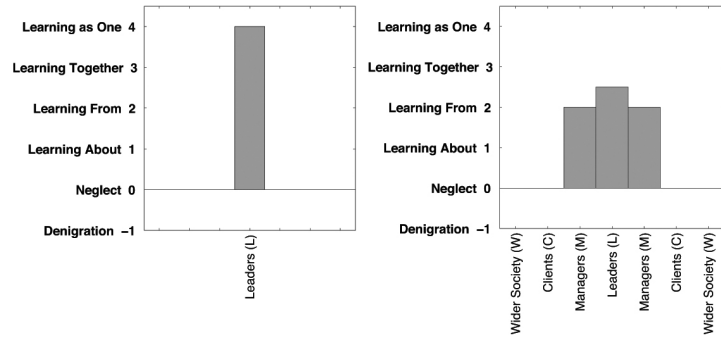 Learning as One 4
Learning Together 3
Learning From 2
Learning About 1
Neglect 0
Denigration −1
Leaders (L)
Learning as One 4
Learning Together 3
Learning From 2
Learning About 1
Neglect 0
Denigration −1
Wider Society (W)
Clients (C)
Managers (M)
Leaders (L)
Managers (M)
Clients (C)
Wider Society (W)